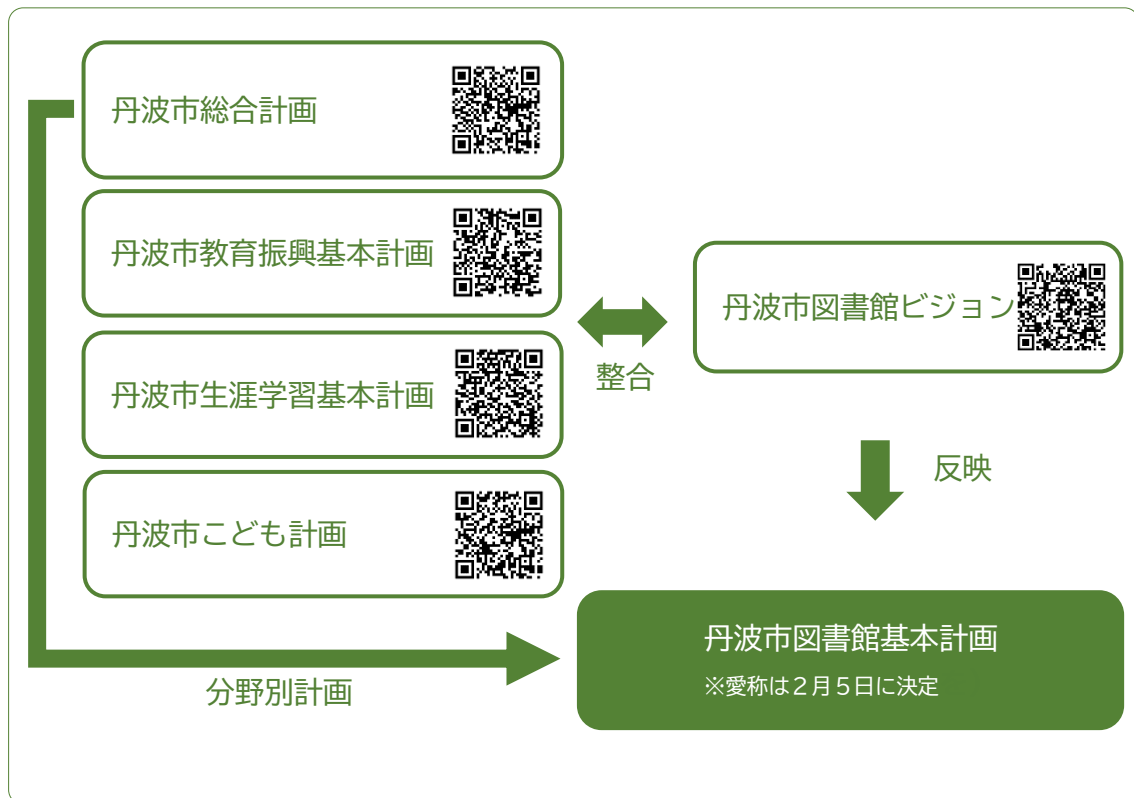 丹波市総合計画
丹波市教育振興基本計画
丹波市生涯学習基本計画
丹波市こども計画
整合
丹波市図書館ビジョン
反映
分野別計画
丹波市図書館基本計画
※愛称は２月５日に決定